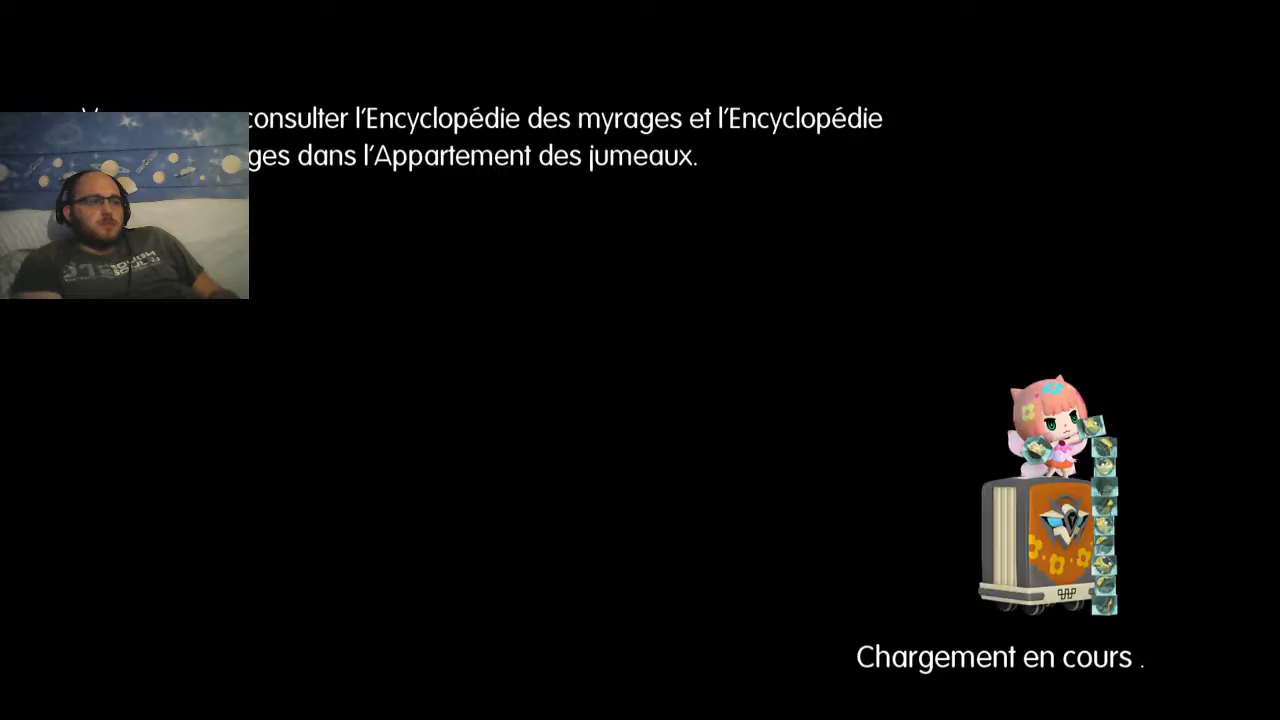 consulter l'Encyclopédie des myrages et l'Encyclopédie
ges dans l'Appartement des jumeaux.
Chargement en cours .